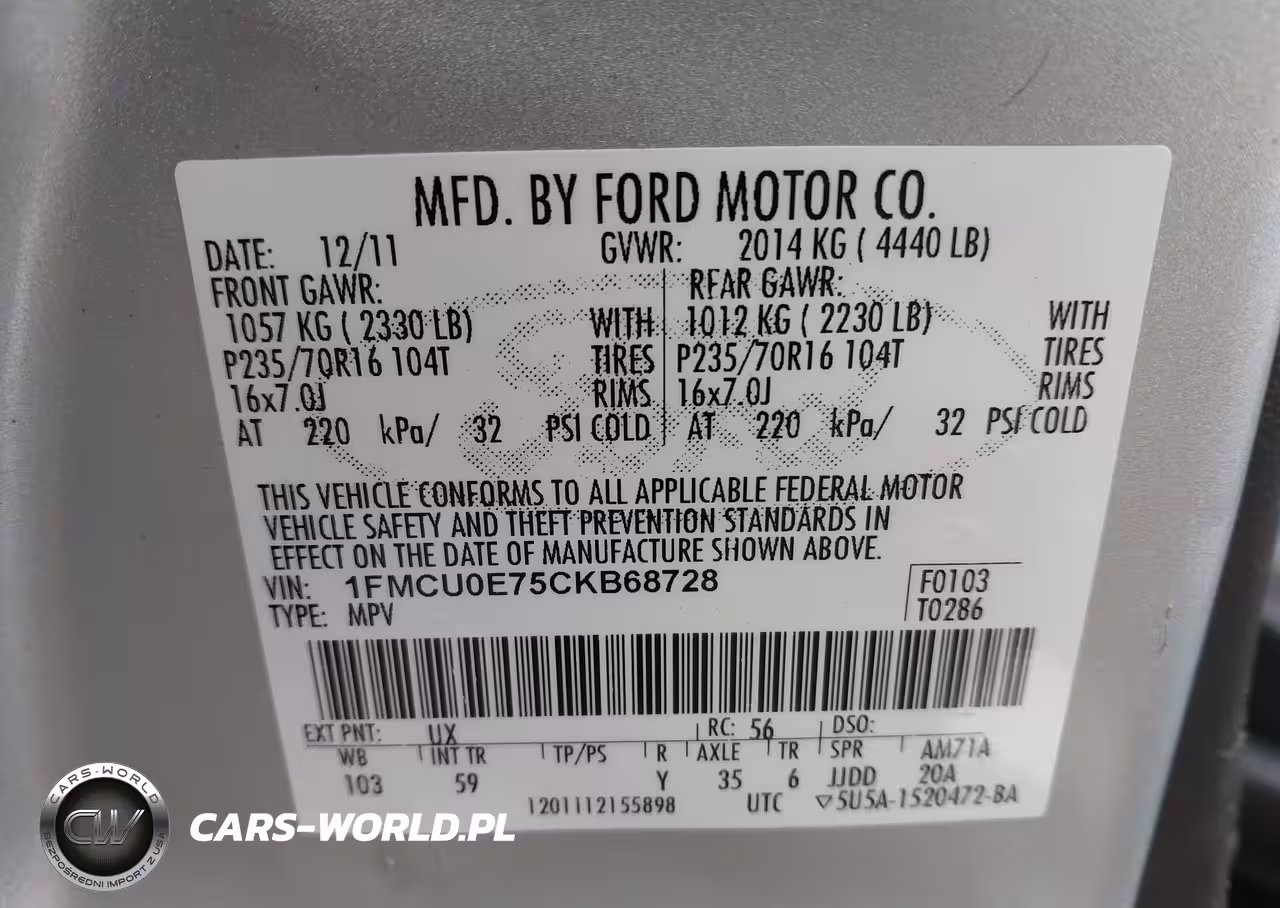 MFD. BY FORD MOTOR CO.
DATE: 12/11 GVWR: 2014 KG ( 4440 LB)
FRONT GAWR: REAR GAWR:
1057 KG ( 2330 LB) WITH 1012 KG ( 2230 LB) WITH
P235/70R16 104T TIRES P235/70R16 104T TIRES
16x7.0J RIMS 16x7.0J RIMS
AT 220 kPa/ 32 PSI COLD AT 220 kPa/ 32 PSI COLD
THIS VEHICLE CONFORMS TO ALL APPLICABLE FEDERAL MOTOR
VEHICLE SAFETY AND THEFT PREVENTION STANDARDS IN
EFFECT ON THE DATE OF MANUFACTURE SHOWN ABOVE.
VIN: 1FMCU0E75CKB68728 F0103
TYPE: MPV T0286
EXT PNT: UX RC: 56 DSO:
WB INT TR TP/PS R AXLE TR SPR AM71A
103 59 Y 35 6 JJDD 20A
1201112155898 UTC ▽5U5A-1520472-BA
CARS-WORLD
CW
BEZPOŚREDNI IMPORT Z USA
CARS-WORLD.PL